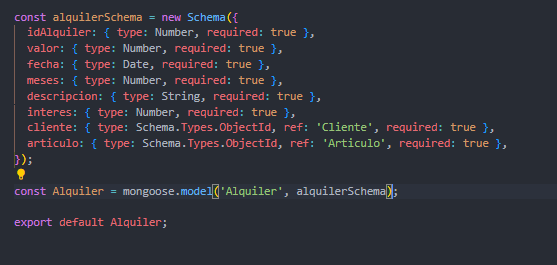 const alquilerSchema = new Schema({
  idAlquiler: { type: Number, required: true },
  valor: { type: Number, required: true },
  fecha: { type: Date, required: true },
  meses: { type: Number, required: true },
  descripcion: { type: String, required: true },
  interes: { type: Number, required: true },
  cliente: { type: Schema.Types.ObjectId, ref: 'Cliente', required: true },
  articulo: { type: Schema.Types.ObjectId, ref: 'Articulo', required: true },
});
const Alquiler = mongoose.model('Alquiler', alquilerSchema);
export default Alquiler;